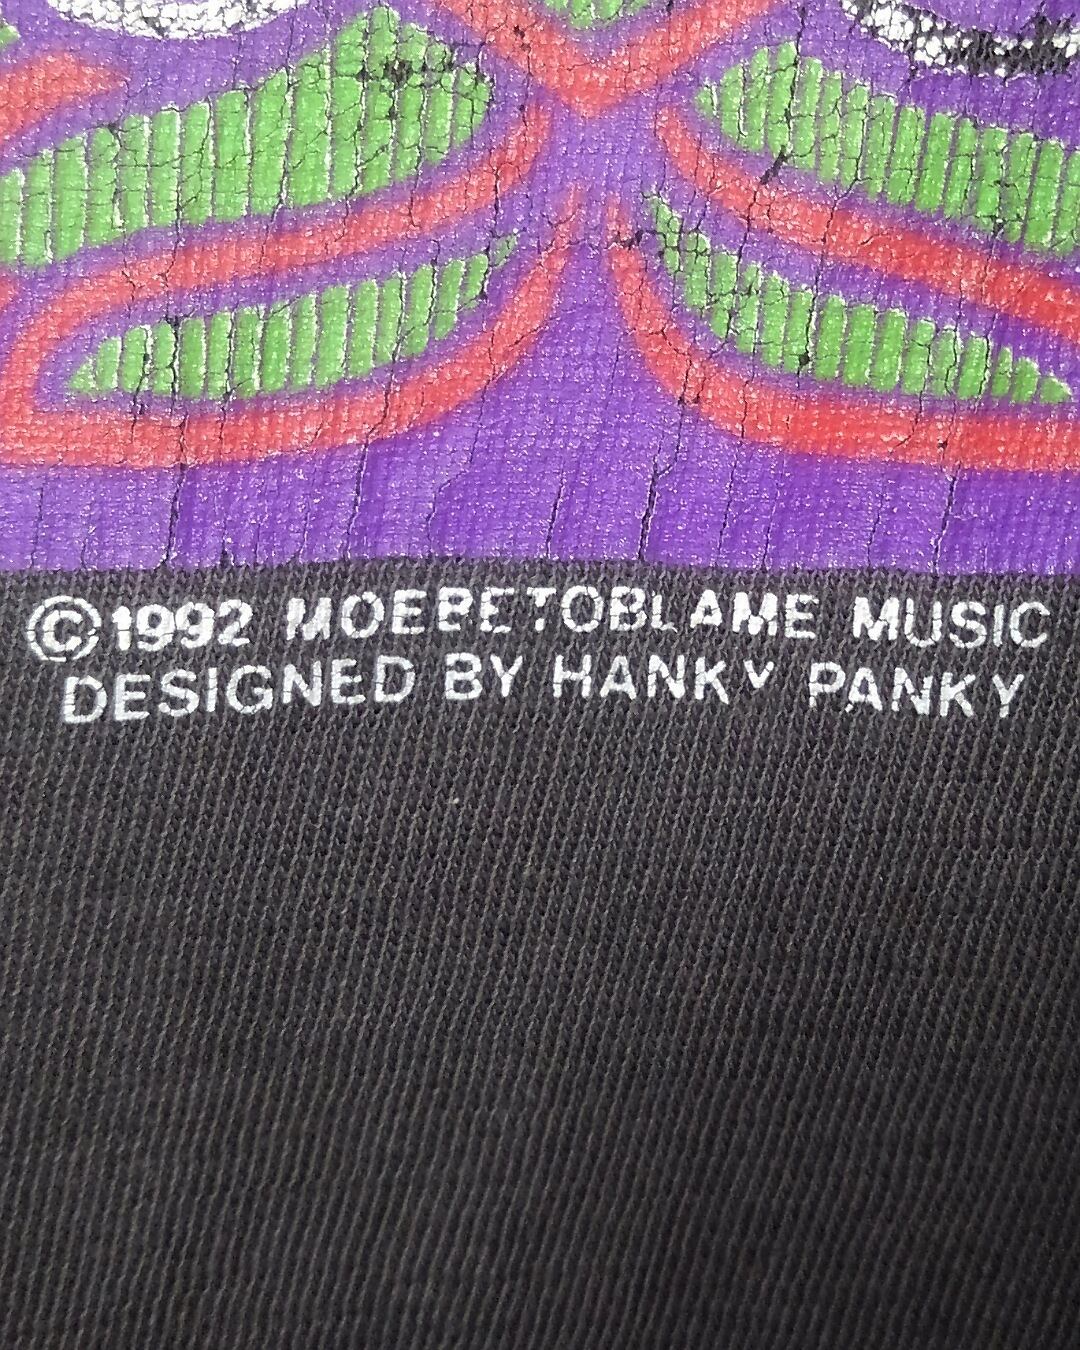 ©1992 MOEBETOBLAME MUSIC
DESIGNED BY HANKY PANKY